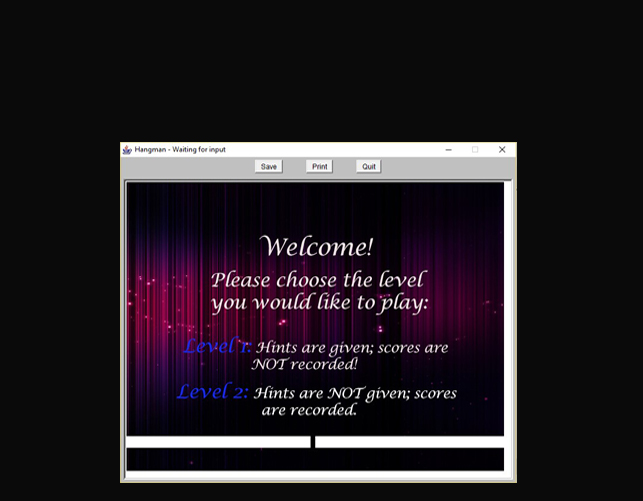 Hangman - Waiting for input
Save Print Quit
Welcome!
Please choose the level
you would like to play:
Level 1: Hints are given; scores are
NOT recorded!
Level 2: Hints are NOT given; scores
are recorded.